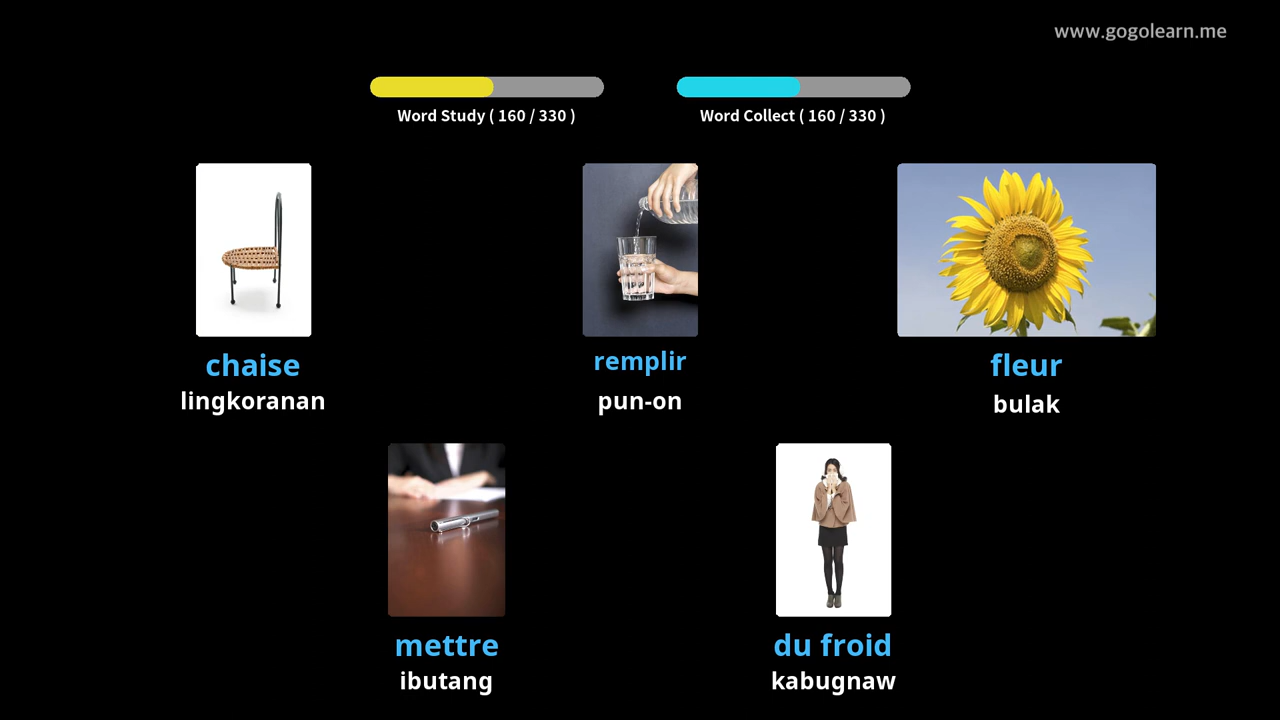 www.gogolearn.me
Word Study ( 160 / 330 )
Word Collect ( 160 / 330 )
chaise
lingkoranan
remplir
pun-on
fleur
bulak
mettre
ibutang
du froid
kabugnaw